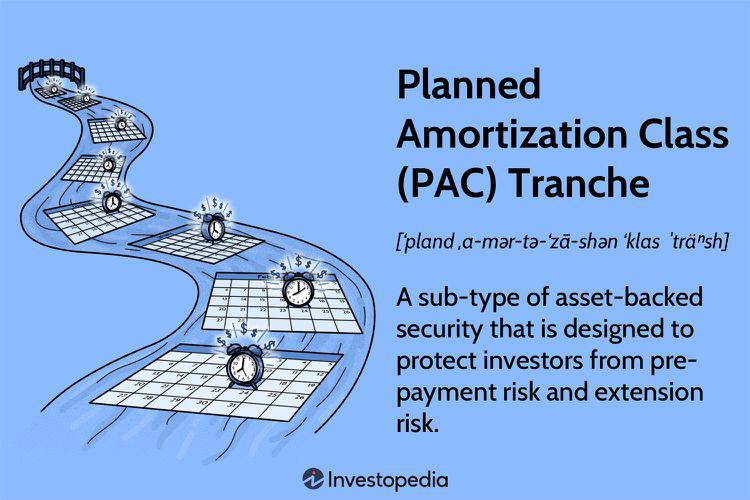 Planned
Amortization Class
(PAC) Tranche
[ˈpland ˌa-mər-tə-ˈzā-shən ˈklas ˈträⁿsh]
A sub-type of asset-backed
security that is designed to
protect investors from pre-
payment risk and extension
risk.
Investopedia